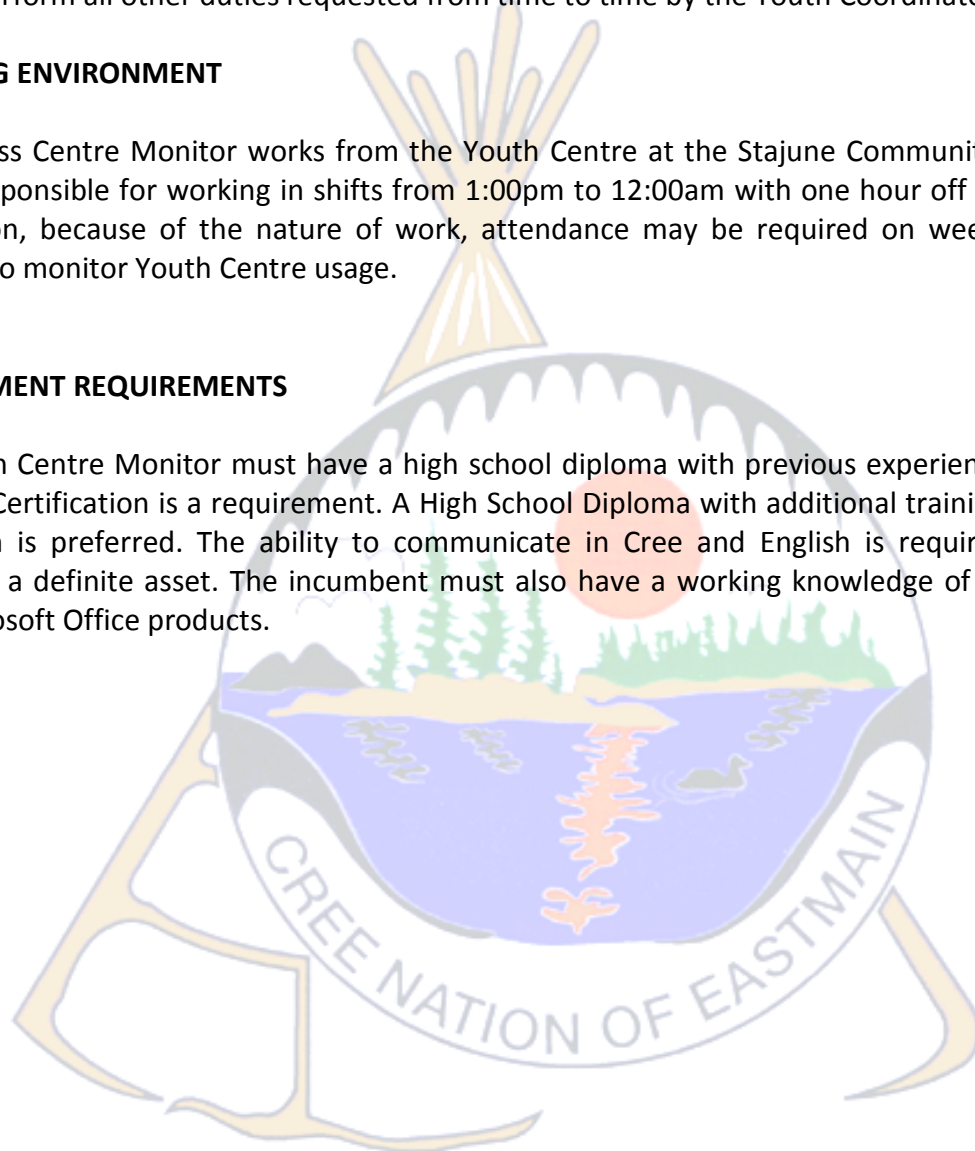 rform all other duties requested from time to time by the Youth Coordinate
G ENVIRONMENT
ss Centre Monitor works from the Youth Centre at the Stajune Communit
ponsible for working in shifts from 1:00pm to 12:00am with one hour off
on, because of the nature of work, attendance may be required on wee
o monitor Youth Centre usage.
MENT REQUIREMENTS
n Centre Monitor must have a high school diploma with previous experien
Certification is a requirement. A High School Diploma with additional traini
n is preferred. The ability to communicate in Cree and English is requir
a definite asset. The incumbent must also have a working knowledge of
osoft Office products.
CREE NATION OF EASTMAIN